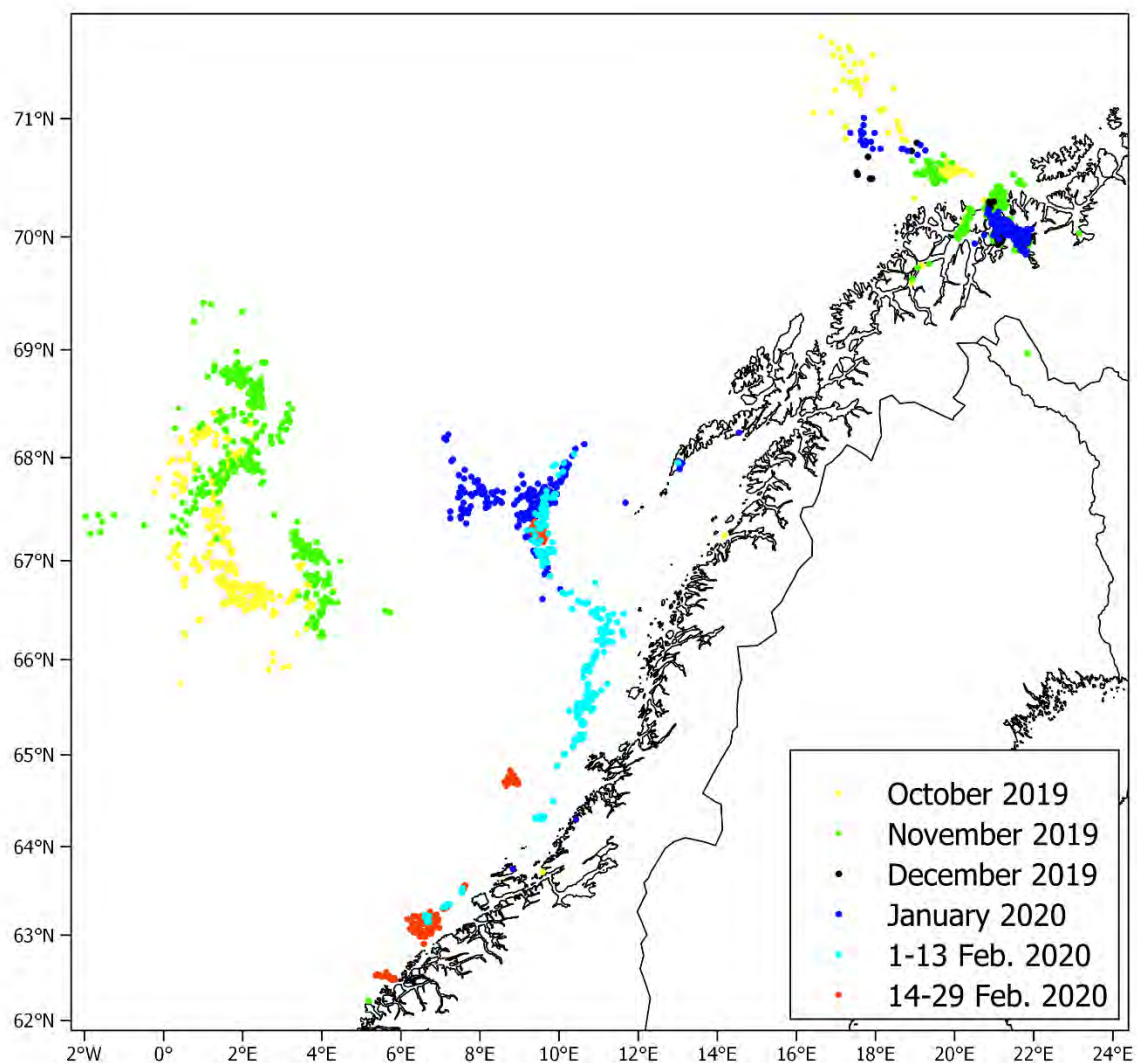 71°N
70°N
69°N
68°N
67°N
66°N
65°N
64°N
63°N
62°N
2°W 0° 2°E 4°E 6°E 8°E 10°E 12°E 14°E 16°E 18°E 20°E 22°E 24°E
October 2019
November 2019
December 2019
January 2020
1-13 Feb. 2020
14-29 Feb. 2020